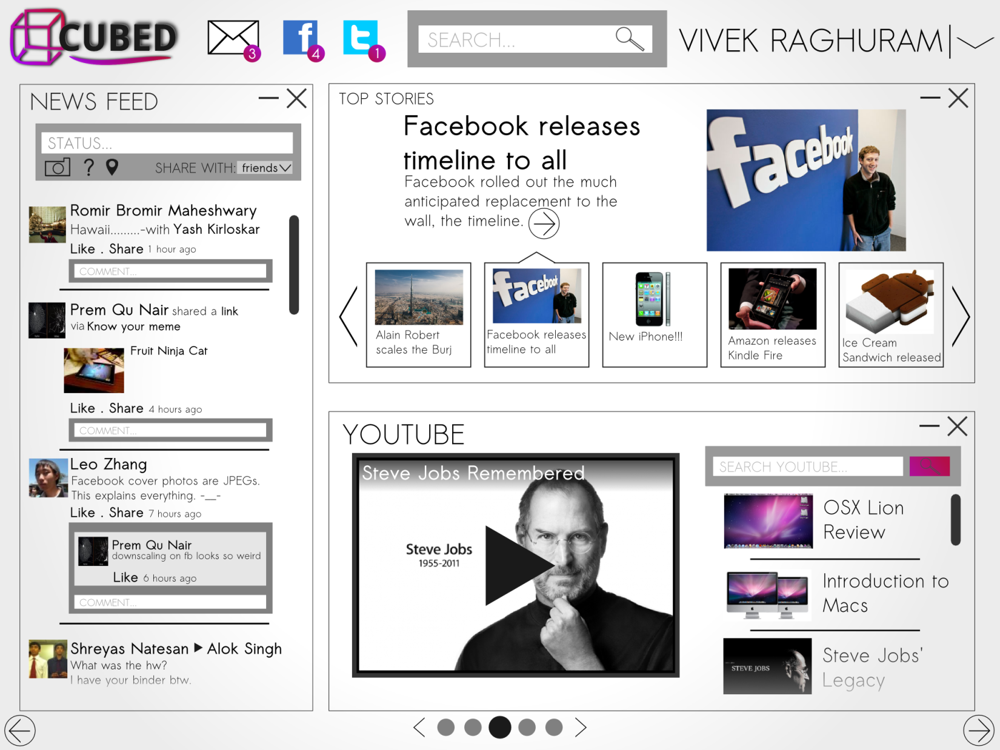 CUBED
3
f
4
t
1
SEARCH...
VIVEK RAGHURAM
NEWS FEED
STATUS...
?
SHARE WITH: friends
Romir Bromir Maheshwary
Hawaii.........-with Yash Kirloskar
Like . Share 1 hour ago
COMMENT...
Prem Qu Nair shared a link
via Know your meme
Fruit Ninja Cat
Like . Share 4 hours ago
COMMENT...
Leo Zhang
Facebook cover photos are JPEGs.
This explains everything. -__-
Like . Share 7 hours ago
Prem Qu Nair
downscaling on fb looks so weird
Like 6 hours ago
COMMENT...
Shreyas Natesan ▶ Alok Singh
What was the hw?
I have your binder btw.
TOP STORIES
Facebook releases
timeline to all
Facebook rolled out the much
anticipated replacement to the
wall, the timeline.
facebook
Alain Robert
scales the Burj
facebook
Facebook releases
timeline to all
New iPhone!!!
Amazon releases
Kindle Fire
Ice Cream
Sandwich released
YOUTUBE
Steve Jobs Remembered
Steve Jobs
1955-2011
SEARCH YOUTUBE...
OSX Lion
Review
Introduction to
Macs
STEVE JOBS
Steve Jobs'
Legacy